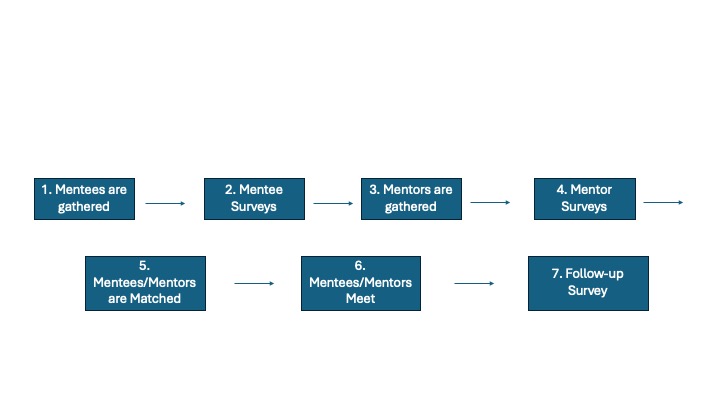 1. Mentees are
gathered
2. Mentee
Surveys
3. Mentors are
gathered
4. Mentor
Surveys
5.
Mentees/Mentors
are Matched
6.
Mentees/Mentors
Meet
7. Follow-up
Survey